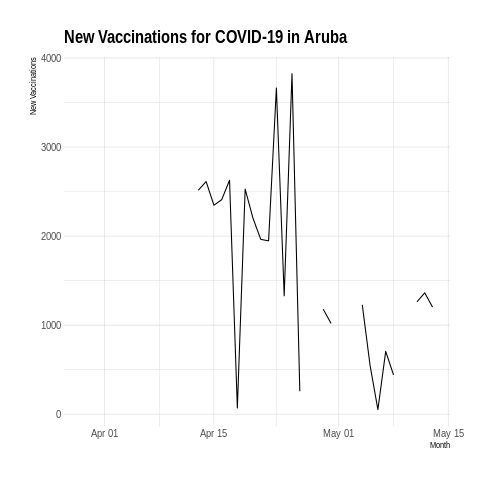 New Vaccinations for COVID-19 in Aruba
New Vaccinations
4000
3000
2000
1000
0
Apr 01
Apr 15
May 01
May 15
Month